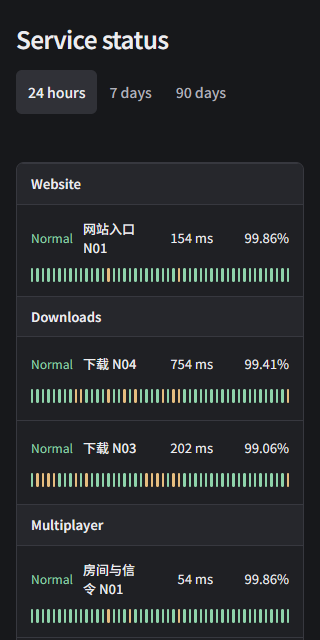 Service status
24 hours 7 days 90 days
Website
Normal 网站入口 N01 154 ms 99.86%
Downloads
Normal 下载 N04 754 ms 99.41%
Normal 下载 N03 202 ms 99.06%
Multiplayer
Normal 房间与信令 N01 54 ms 99.86%